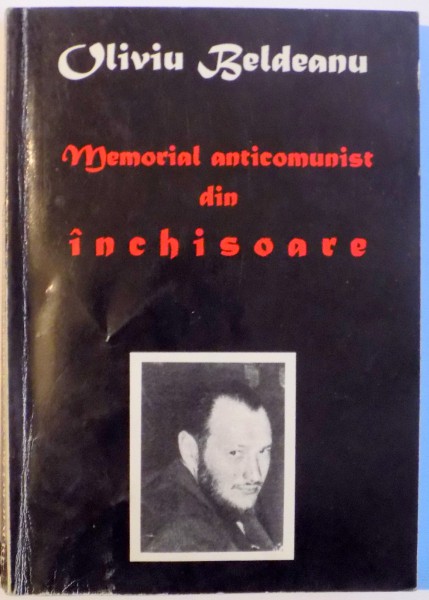 Oliviu Beldeanu
Memorial anticomunist
din
închisoare